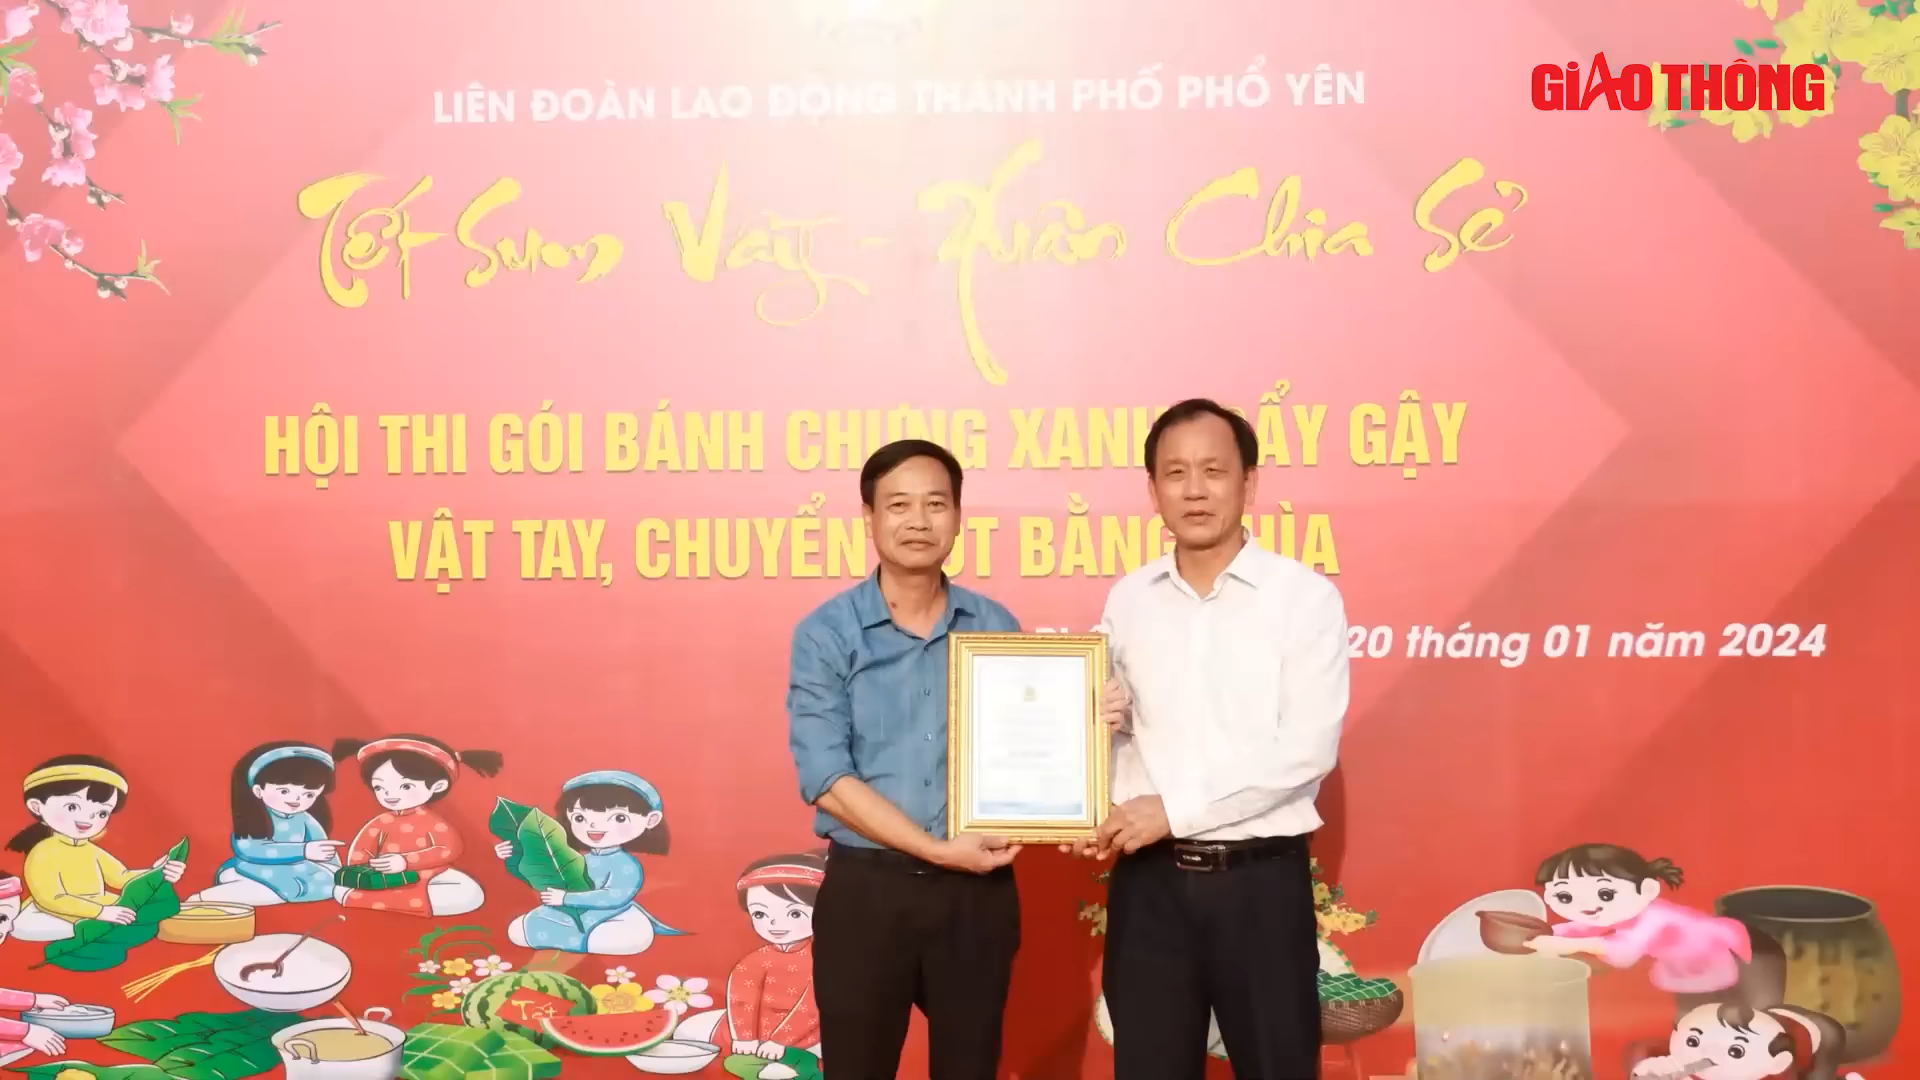 GIAO THÔNG
LIÊN ĐOÀN LAO ĐỘNG THÀNH PHỐ PHỔ YÊN
Tết Sum Vầy - Xuân Chia Sẻ
HỘI THI GÓI BÁNH CHƯNG XANH, ĐẨY GẬY
VẬT TAY, CHUYỂN BẰNG THÌA
20 tháng 01 năm 2024
Tết